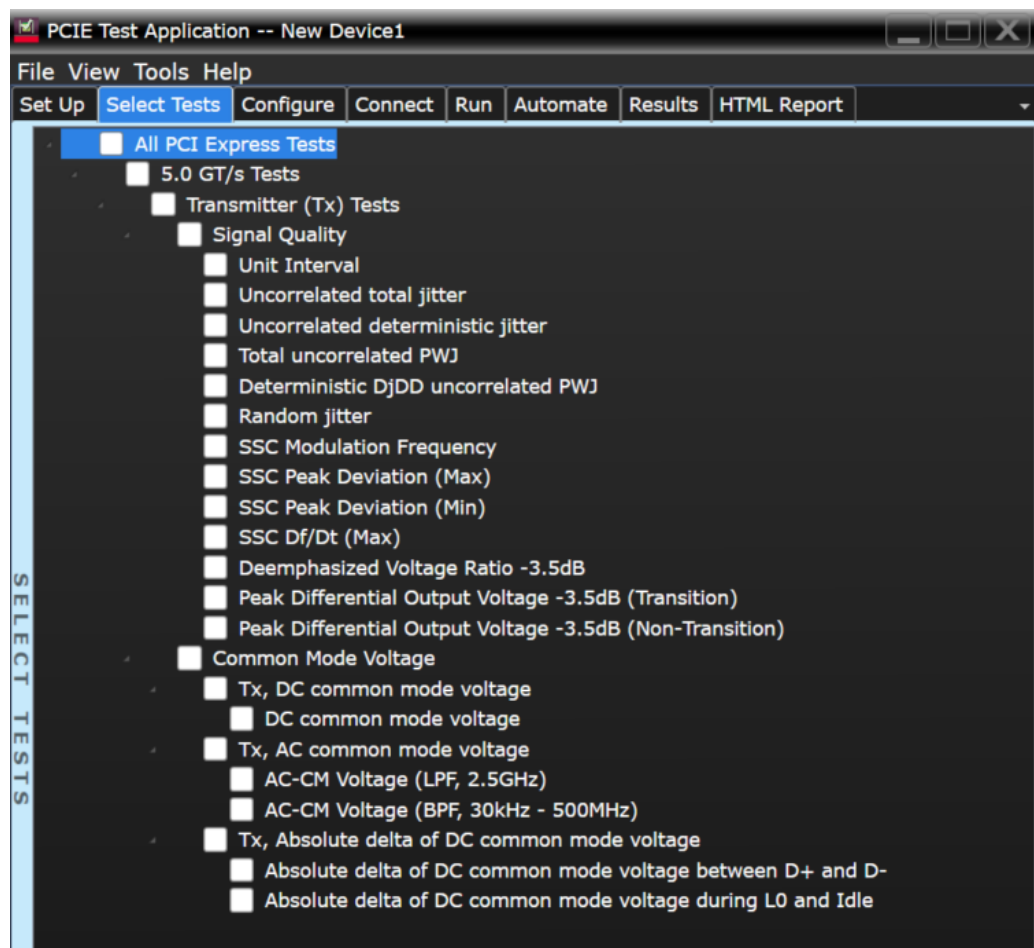 PCIE Test Application -- New Device1
File View Tools Help
Set Up Select Tests Configure Connect Run Automate Results HTML Report
All PCI Express Tests
5.0 GT/s Tests
Transmitter (Tx) Tests
Signal Quality
Unit Interval
Uncorrelated total jitter
Uncorrelated deterministic jitter
Total uncorrelated PWJ
Deterministic DjDD uncorrelated PWJ
Random jitter
SSC Modulation Frequency
SSC Peak Deviation (Max)
SSC Peak Deviation (Min)
SSC Df/Dt (Max)
Deemphasized Voltage Ratio -3.5dB
Peak Differential Output Voltage -3.5dB (Transition)
Peak Differential Output Voltage -3.5dB (Non-Transition)
Common Mode Voltage
Tx, DC common mode voltage
DC common mode voltage
Tx, AC common mode voltage
AC-CM Voltage (LPF, 2.5GHz)
AC-CM Voltage (BPF, 30kHz - 500MHz)
Tx, Absolute delta of DC common mode voltage
Absolute delta of DC common mode voltage between D+ and D-
Absolute delta of DC common mode voltage during L0 and Idle
SELECT TESTS